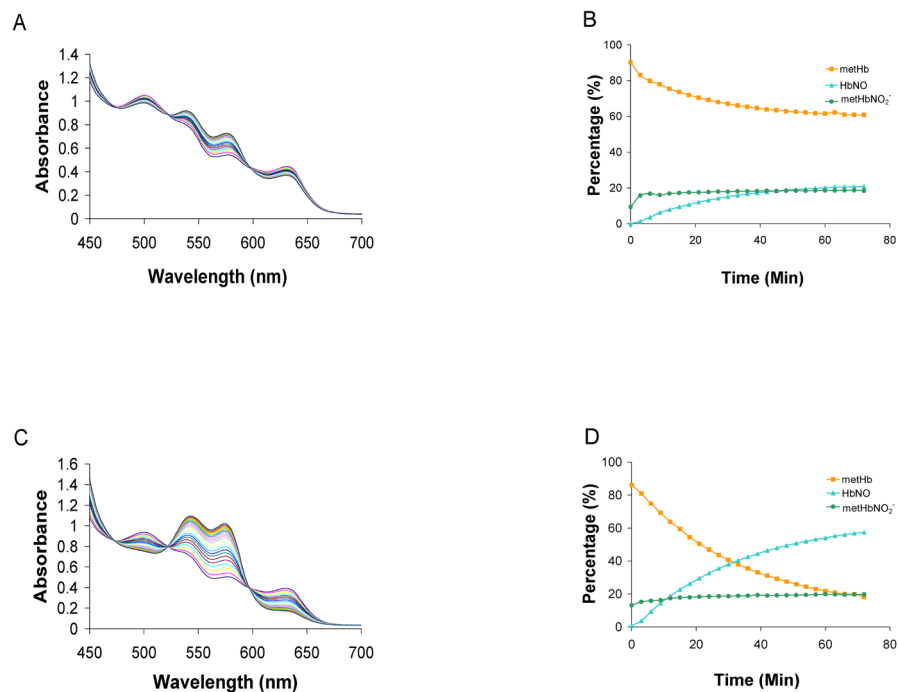 A
Absorbance
1.4
1.2
1
0.8
0.6
0.4
0.2
0
450 500 550 600 650 700
Wavelength (nm)
B
Percentage (%)
100
80
60
40
20
0
0 20 40 60 80
Time (Min)
metHb
HbNO
metHbNO₂⁻
C
Absorbance
1.6
1.4
1.2
1
0.8
0.6
0.4
0.2
0
450 500 550 600 650 700
Wavelength (nm)
D
Percentage (%)
100
80
60
40
20
0
0 20 40 60 80
Time (Min)
metHb
HbNO
metHbNO₂⁻